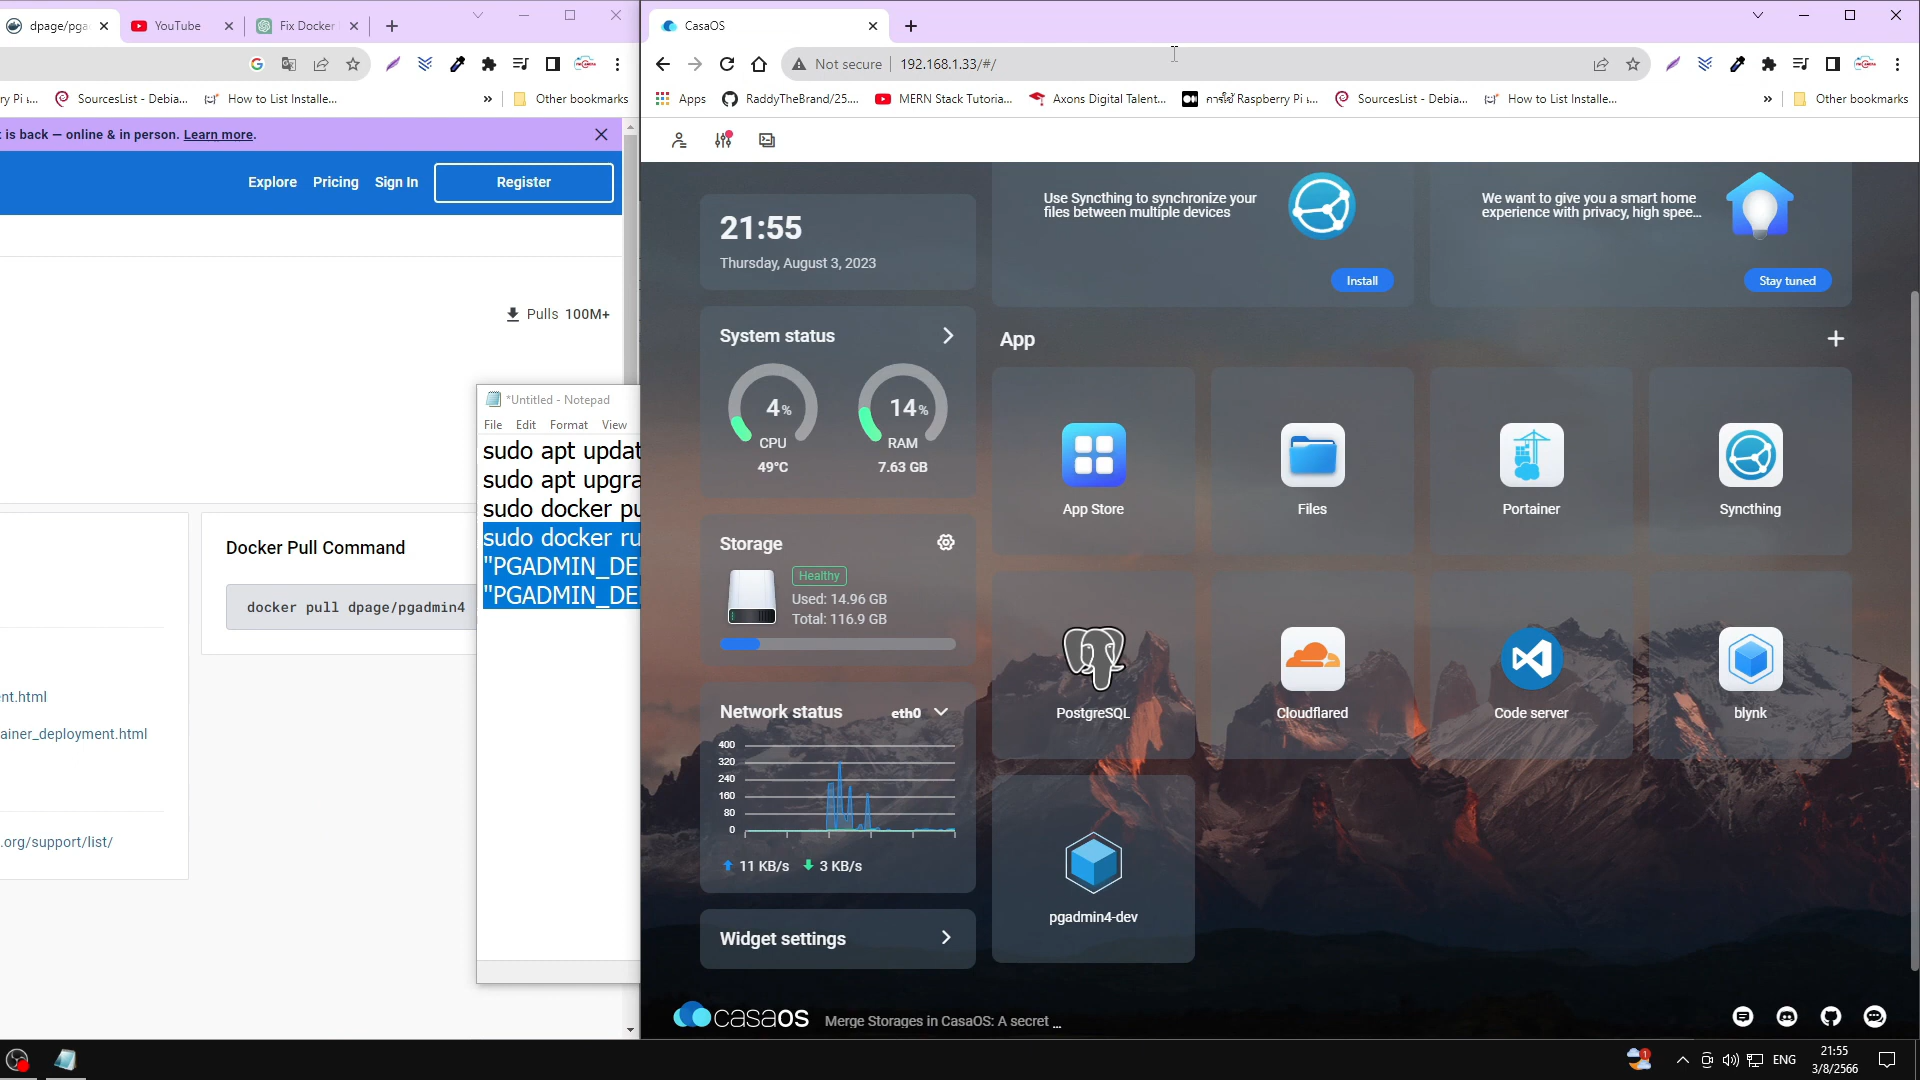 dpage/pga
YouTube
Fix Docker
CasaOS
Not secure
192.168.1.33/#/
SourcesList - Debia...
How to List Installe...
»
Other bookmarks
Apps
RaddyTheBrand/25....
MERN Stack Tutoria...
Axons Digital Talent...
การใช้ Raspberry Pi แ...
SourcesList - Debia...
How to List Installe...
»
Other bookmarks
is back — online & in person. Learn more.
Explore
Pricing
Sign In
Register
Pulls 100M+
Docker Pull Command
docker pull dpage/pgadmin4
nt.html
ainer_deployment.html
.org/support/list/
*Untitled - Notepad
File
Edit
Format
View
sudo apt updat
sudo apt upgra
sudo docker pu
sudo docker ru
"PGADMIN_DE
"PGADMIN_DE
21:55
Thursday, August 3, 2023
Use Syncthing to synchronize your
files between multiple devices
Install
We want to give you a smart home
experience with privacy, high spee...
Stay tuned
System status
4%
CPU
49°C
14%
RAM
7.63 GB
Storage
Healthy
Used: 14.96 GB
Total: 116.9 GB
Network status
eth0
400
320
240
160
80
0
11 KB/s
3 KB/s
Widget settings
App
App Store
Files
Portainer
Syncthing
PostgreSQL
Cloudflared
Code server
blynk
pgadmin4-dev
casaOS
Merge Storages in CasaOS: A secret ...
1
ENG
21:55
3/8/2566